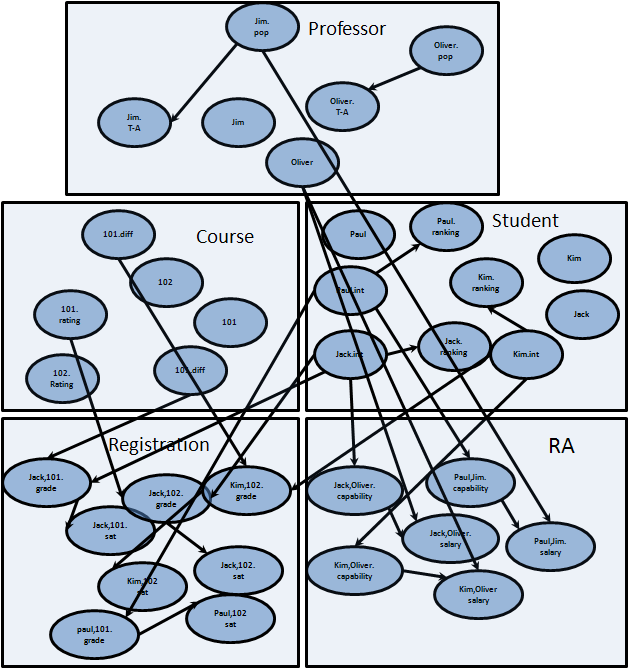 Professor
Jim.
pop
Oliver.
pop
Jim.
T-A
Jim
Oliver.
T-A
Oliver
Course
101.diff
102
101.
rating
101
102.
Rating
101.diff
Student
Paul
Paul.
ranking
Kim
Paul.int
Kim.
ranking
Jack
Jack.int
Jack.
ranking
Kim.int
Registration
Jack,101.
grade
Jack,102.
grade
Kim,102.
grade
Jack,101.
sat
Jack,102.
sat
Kim,102
sat
Paul,102
sat
paul,101.
grade
RA
Jack,Oliver.
capability
Paul,Jim.
capability
Jack,Oliver.
salary
Paul,Jim.
salary
Kim,Oliver.
capability
Kim,Oliver
salary